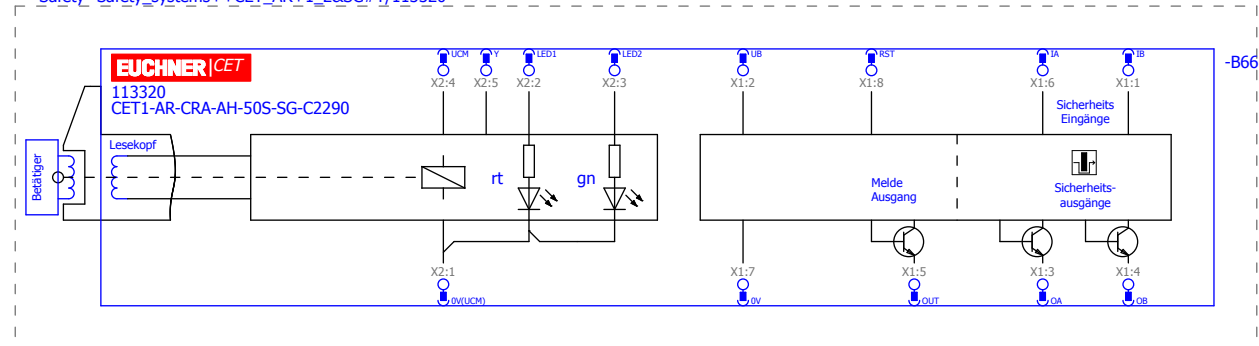 EUCHNER CET
113320
CET1-AR-CRA-AH-50S-SG-C2290
UCM Y LED1 LED2 UB RST IA IB
-B66
X2:4 X2:5 X2:2 X2:3 X1:2 X1:8 X1:6 X1:1
Sicherheits
Eingänge
Lesekopf
Betätiger
rt gn
Melde
Ausgang
Sicherheits-
ausgänge
X2:1 X1:7 X1:5 X1:3 X1:4
0V(UCM) 0V OUT OA OB